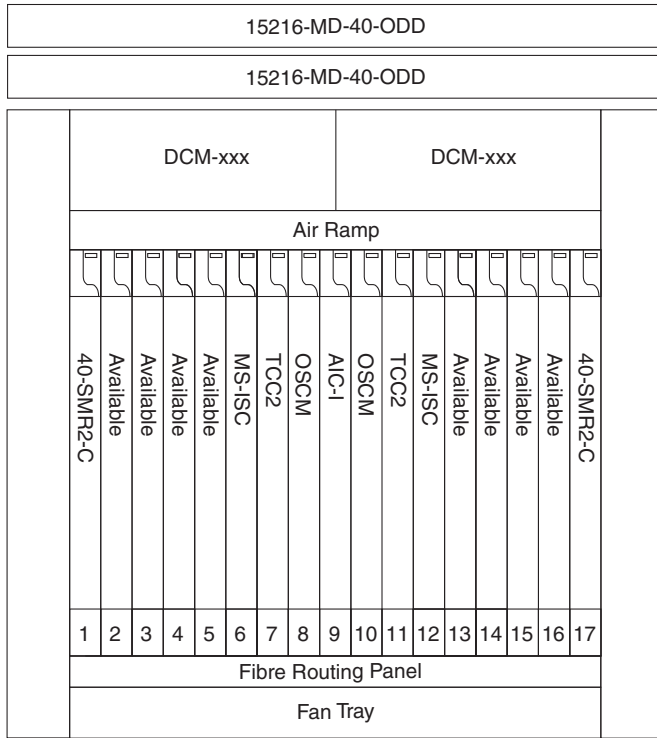 15216-MD-40-ODD
15216-MD-40-ODD
DCM-xxx
DCM-xxx
Air Ramp
40-SMR2-C
Available
Available
Available
Available
MS-ISC
TCC2
OSCM
AIC-I
OSCM
TCC2
MS-ISC
Available
Available
Available
Available
40-SMR2-C
1 2 3 4 5 6 7 8 9 10 11 12 13 14 15 16 17
Fibre Routing Panel
Fan Tray